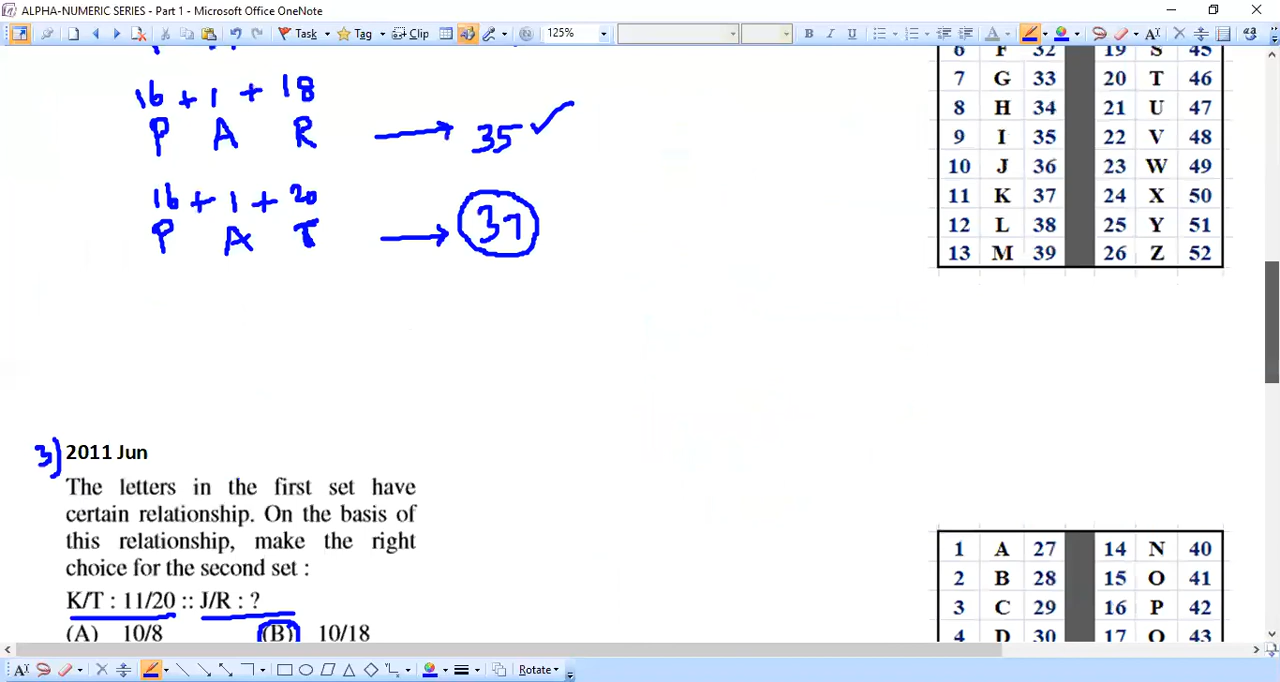 ALPHA-NUMERIC SERIES - Part 1 - Microsoft Office OneNote
Task Tag Clip 125% B I U A
16 + 1 + 18
P A R 35
16 + 1 + 20
P A T 37
6 F 32 19 S 45
7 G 33 20 T 46
8 H 34 21 U 47
9 I 35 22 V 48
10 J 36 23 W 49
11 K 37 24 X 50
12 L 38 25 Y 51
13 M 39 26 Z 52
3) 2011 Jun
The letters in the first set have
certain relationship. On the basis of
this relationship, make the right
choice for the second set :
K/T : 11/20 :: J/R : ?
(A) 10/8 (B) 10/18
1 A 27 14 N 40
2 B 28 15 O 41
3 C 29 16 P 42
4 D 30 17 Q 43
Rotate